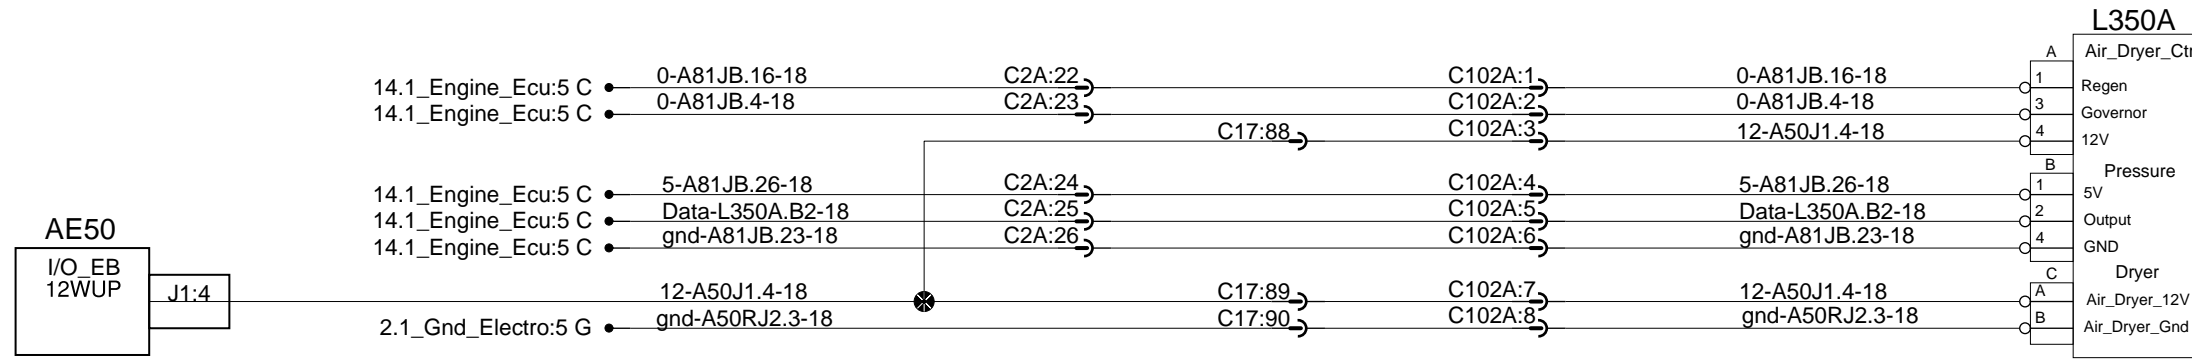 L350A
A Air_Dryer_Ctr
14.1_Engine_Ecu:5 C 0-A81JB.16-18 C2A:22 C102A:1 0-A81JB.16-18 1 Regen
14.1_Engine_Ecu:5 C 0-A81JB.4-18 C2A:23 C102A:2 0-A81JB.4-18 3 Governor
C17:88 C102A:3 12-A50J1.4-18 4 12V
B Pressure
14.1_Engine_Ecu:5 C 5-A81JB.26-18 C2A:24 C102A:4 5-A81JB.26-18 1 5V
14.1_Engine_Ecu:5 C Data-L350A.B2-18 C2A:25 C102A:5 Data-L350A.B2-18 2 Output
14.1_Engine_Ecu:5 C gnd-A81JB.23-18 C2A:26 C102A:6 gnd-A81JB.23-18 4 GND
AE50
I/O_EB
12WUP
C Dryer
J1:4 12-A50J1.4-18 C17:89 C102A:7 12-A50J1.4-18 A Air_Dryer_12V
2.1_Gnd_Electro:5 G gnd-A50RJ2.3-18 C17:90 C102A:8 gnd-A50RJ2.3-18 B Air_Dryer_Gnd